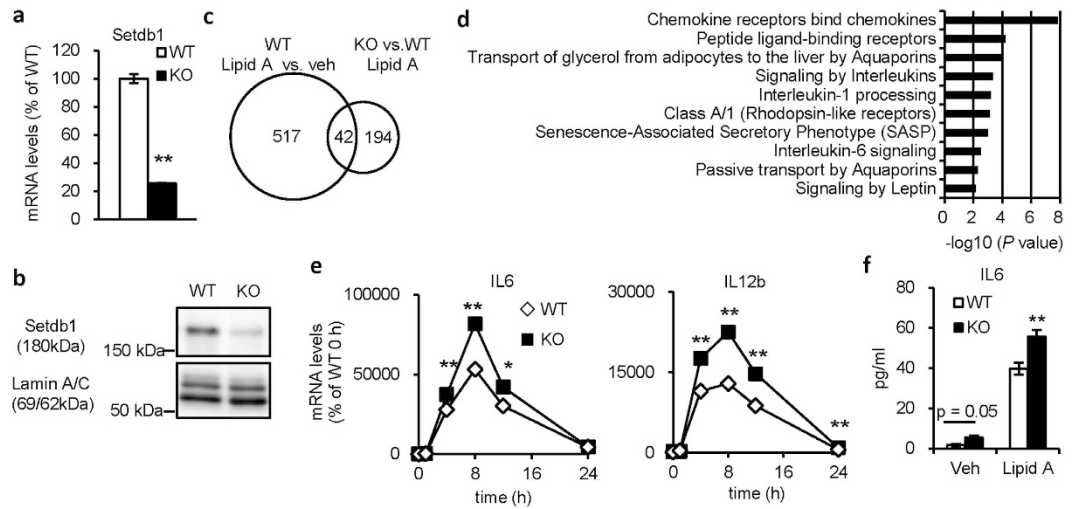 a
Setdb1
WT
KO
mRNA levels (% of WT)
120
100
80
60
40
20
0
**
b
WT KO
Setdb1
(180kDa)
150 kDa
Lamin A/C
(69/62kDa)
50 kDa
c
WT
Lipid A vs. veh
KO vs.WT
Lipid A
517
42
194
d
Chemokine receptors bind chemokines
Peptide ligand-binding receptors
Transport of glycerol from adipocytes to the liver by Aquaporins
Signaling by Interleukins
Interleukin-1 processing
Class A/1 (Rhodopsin-like receptors)
Senescence-Associated Secretory Phenotype (SASP)
Interleukin-6 signaling
Passive transport by Aquaporins
Signaling by Leptin
0 2 4 6 8
-log10 (P value)
e
IL6
WT
KO
mRNA levels
(% of WT 0 h)
100000
50000
0
**
**
*
0 8 16 24
time (h)
IL12b
30000
15000
0
**
**
**
**
0 8 16 24
time (h)
f
IL6
WT
KO
pg/ml
80
60
40
20
0
**
p = 0.05
Veh Lipid A